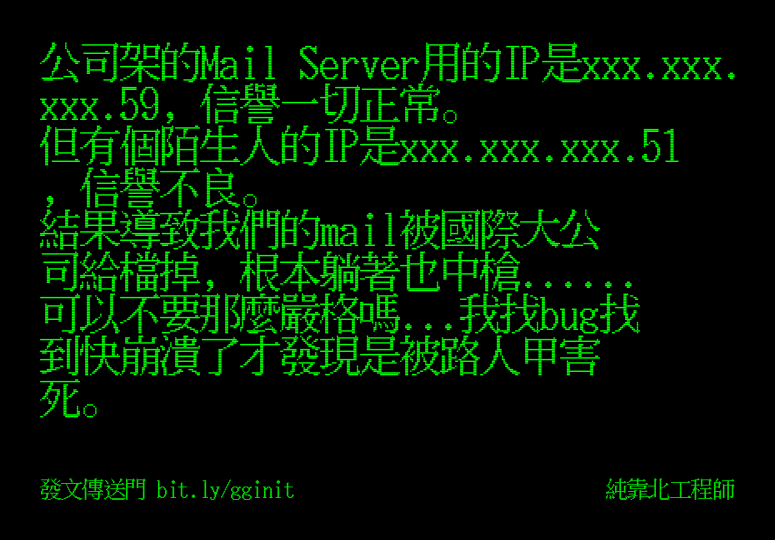 公司架的Mail Server用的IP是xxx.xxx.
xxx.59, 信譽一切正常。
但有個陌生人的IP是xxx.xxx.xxx.51
, 信譽不良。
結果導致我們的mail被國際大公
司給檔掉, 根本躺著也中槍......
可以不要那麼嚴格嗎...我找bug找
到快崩潰了才發現是被路人甲害
死。
發文傳送門 bit.ly/gginit
純靠北工程師